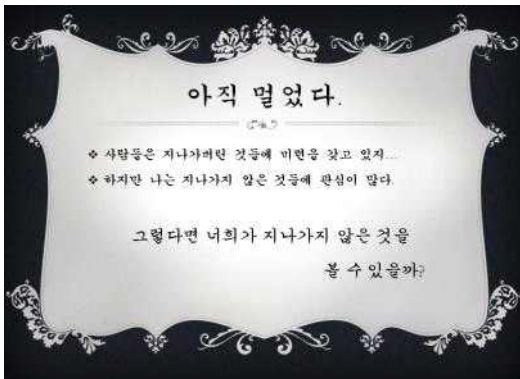 아직 멀었다.
❖ 사람들은 지나가버린 것들에 미련을 갖고 있지...
❖ 하지만 나는 지나가지 않은 것들에 관심이 많다.
그렇다면 너희가 지나가지 않은 것을
볼 수 있을까?